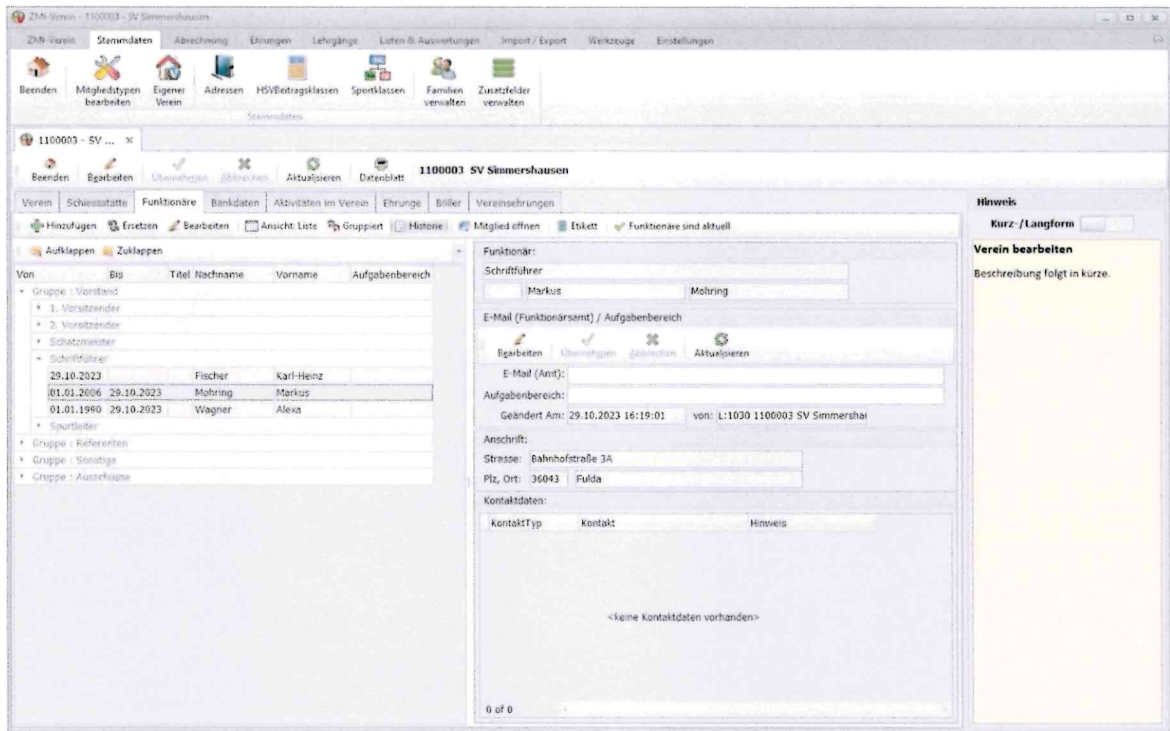 ZMI-Verein - 1100003 - SV Simmershausen
ZMI-Verein Stammdaten Abrechnung Ehrungen Lehrgänge Listen & Auswertungen Import / Export Werkzeuge Einstellungen
Beenden Mitgliedstypen bearbeiten Eigener Verein Adressen HSVBeitragsklassen Sportklassen Familien verwalten Zusatzfelder verwalten
Stammdaten
1100003 - SV ... x
Beenden Bearbeiten Übernehmen Abbrechen Aktualisieren Datenblatt 1100003 SV Simmershausen
Verein Schiessstätte Funktionäre Bankdaten Aktivitäten im Verein Ehrunge Böller Vereinsehrungen
Hinzufügen Ersetzen Bearbeiten Ansicht: Liste Gruppiert Historie Mitglied öffnen Etikett Funktionäre sind aktuell
Aufklappen Zuklappen
Von Bis Titel Nachname Vorname Aufgabenbereich
Gruppe : Vorstand
1. Vorsitzender
2. Vorsitzender
Schatzmeister
Schriftführer
29.10.2023 Fischer Karl-Heinz
01.01.2006 29.10.2023 Mohring Markus
01.01.1990 29.10.2023 Wagner Alexa
Sportleiter
Gruppe : Referenten
Gruppe : Sonstige
Gruppe : Ausschüsse
Funktionär:
Schriftführer
Markus Mohring
E-Mail (Funktionärsamt) / Aufgabenbereich
Bearbeiten Übernehmen Abbrechen Aktualisieren
E-Mail (Amt):
Aufgabenbereich:
Geändert Am: 29.10.2023 16:19:01 von: L:1030 1100003 SV Simmershau
Anschrift:
Strasse: Bahnhofstraße 3A
Plz, Ort: 36043 Fulda
Kontaktdaten:
KontaktTyp Kontakt Hinweis
<keine Kontaktdaten vorhanden>
0 of 0
Hinweis
Kurz-/Langform
Verein bearbeiten
Beschreibung folgt in kürze.